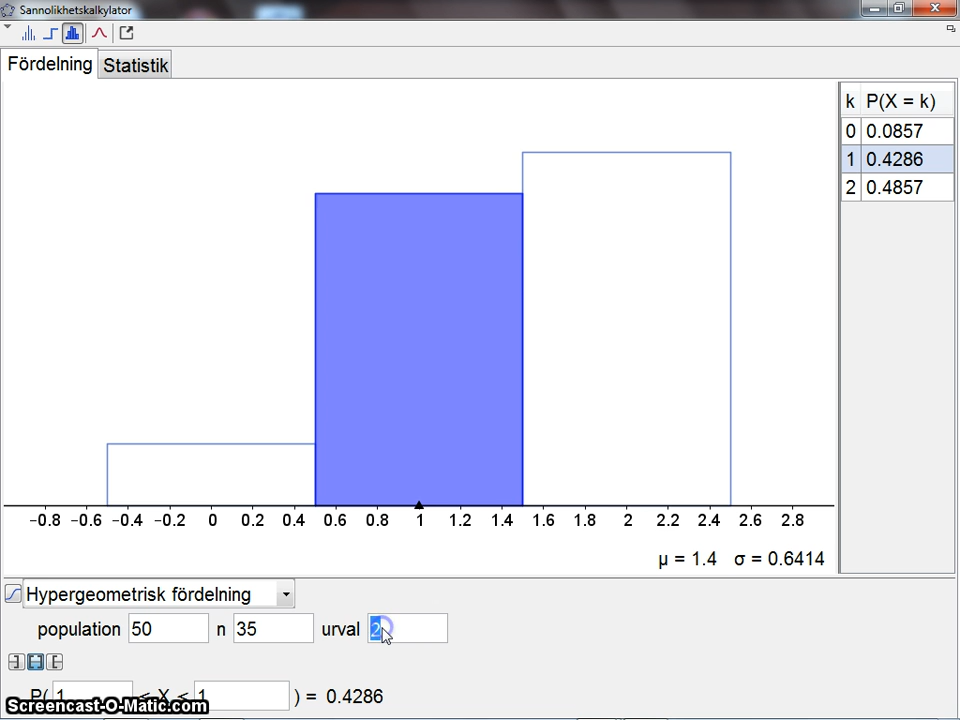 Sannolikhetskalkylator
Fördelning Statistik
k P(X = k)
0 0.0857
1 0.4286
2 0.4857
−0.8 −0.6 −0.4 −0.2 0 0.2 0.4 0.6 0.8 1 1.2 1.4 1.6 1.8 2 2.2 2.4 2.6 2.8
μ = 1.4 σ = 0.6414
Hypergeometrisk fördelning
population 50 n 35 urval 2
P( 1 ≤ X ≤ 1 ) = 0.4286
Screencast-O-Matic.com